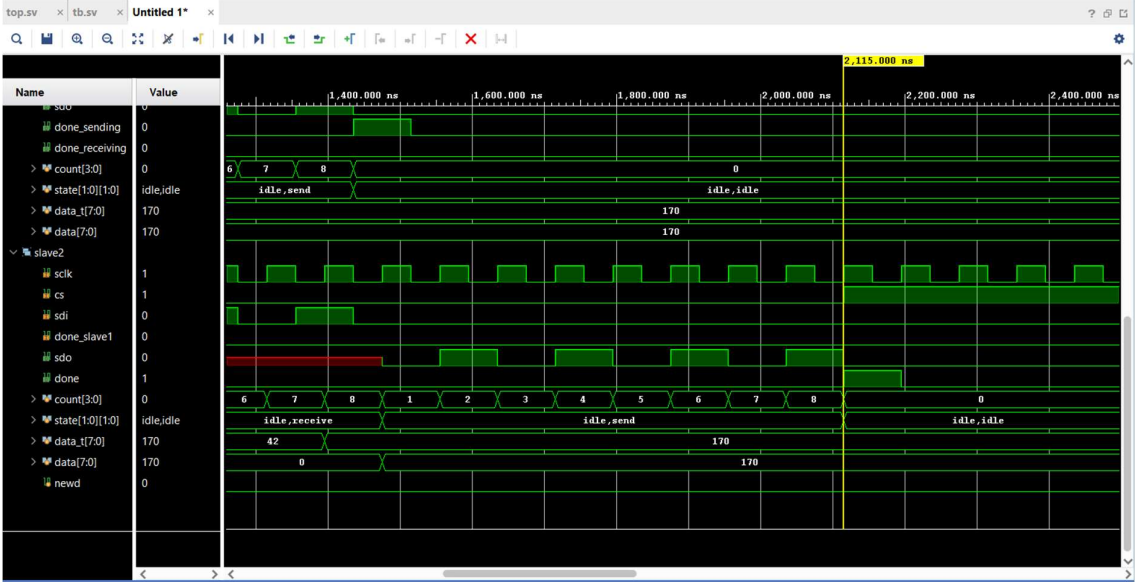 top.sv × tb.sv × Untitled 1* ×
?
2,115.000 ns
Name Value
1,400.000 ns 1,600.000 ns 1,800.000 ns 2,000.000 ns 2,200.000 ns 2,400.000 ns
sdo 0
done_sending 0
done_receiving 0
count[3:0] 0 6 7 8 0
state[1:0][1:0] idle,idle idle,send idle,idle
data_t[7:0] 170 170
data[7:0] 170 170
slave2
sclk 1
cs 1
sdi 0
done_slave1 0
sdo 0
done 1
count[3:0] 0 6 7 8 1 2 3 4 5 6 7 8 0
state[1:0][1:0] idle,idle idle,receive idle,send idle,idle
data_t[7:0] 170 42 170
data[7:0] 170 0 170
newd 0